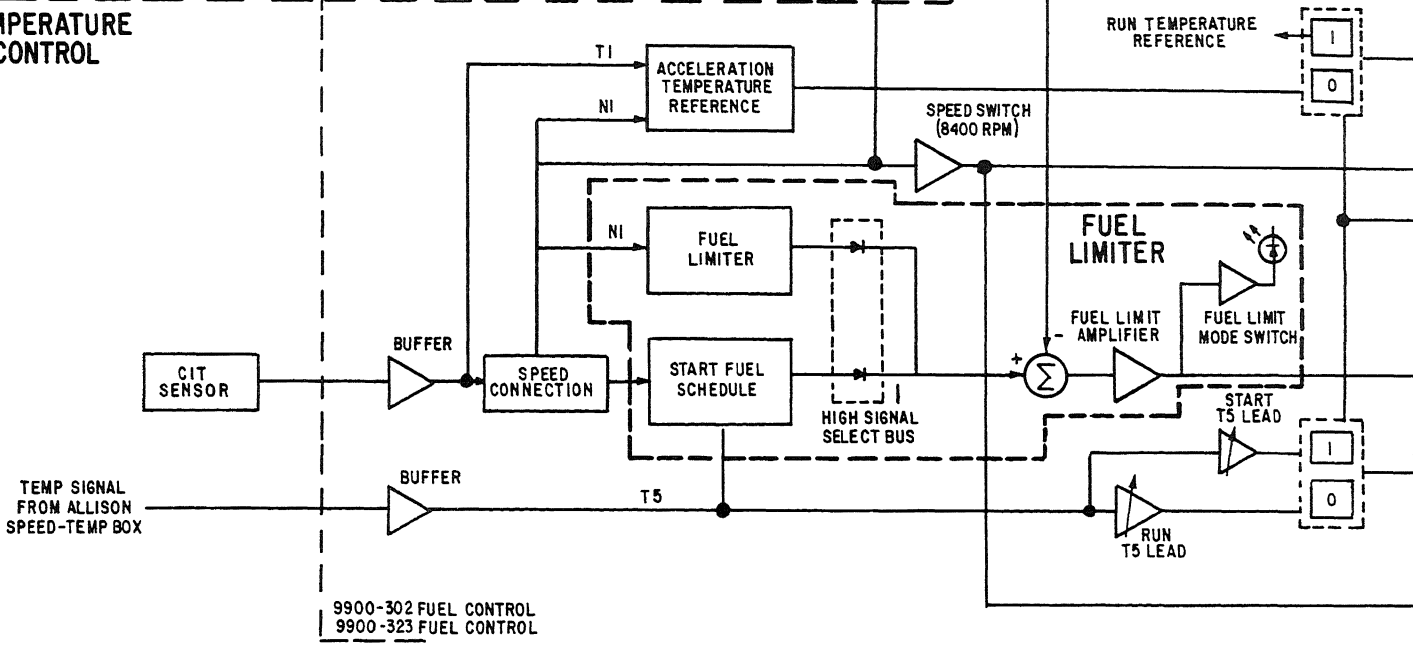 MPERATURE
CONTROL
RUN TEMPERATURE
REFERENCE
1
0
T1
N1
ACCELERATION
TEMPERATURE
REFERENCE
SPEED SWITCH
(8400 RPM)
N1
FUEL
LIMITER
FUEL
LIMITER
FUEL LIMIT
AMPLIFIER
FUEL LIMIT
MODE SWITCH
BUFFER
CIT
SENSOR
SPEED
CONNECTION
START FUEL
SCHEDULE
+
-
Σ
HIGH SIGNAL
SELECT BUS
START
T5 LEAD
1
0
BUFFER
TEMP SIGNAL
FROM ALLISON
SPEED-TEMP BOX
T5
RUN
T5 LEAD
9900-302 FUEL CONTROL
9900-323 FUEL CONTROL